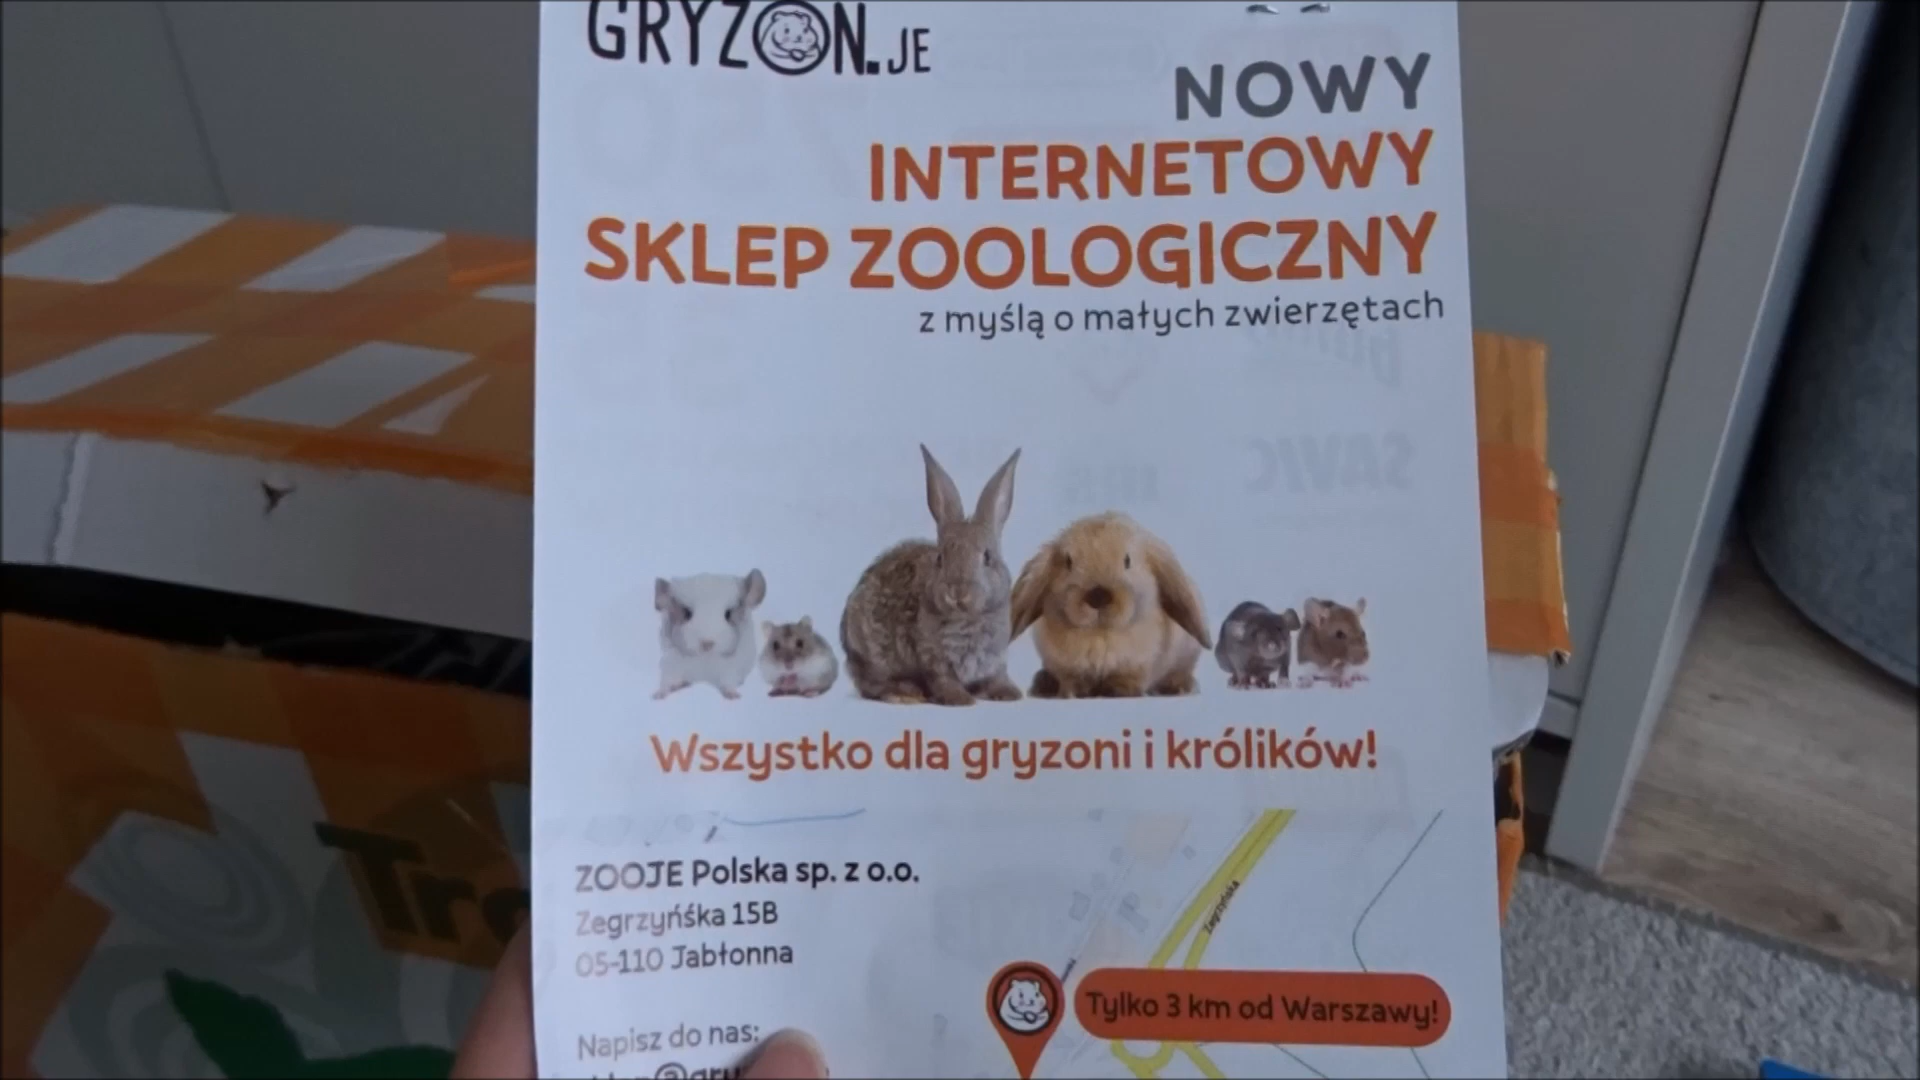 GRYZON.JE
NOWY
INTERNETOWY
SKLEP ZOOLOGICZNY
z myślą o małych zwierzętach
Wszystko dla gryzoni i królików!
ZOOJE Polska sp. z o.o.
Zegrzyńśka 15B
05-110 Jabłonna
Zegrzyńska
Tylko 3 km od Warszawy!
Napisz do nas: